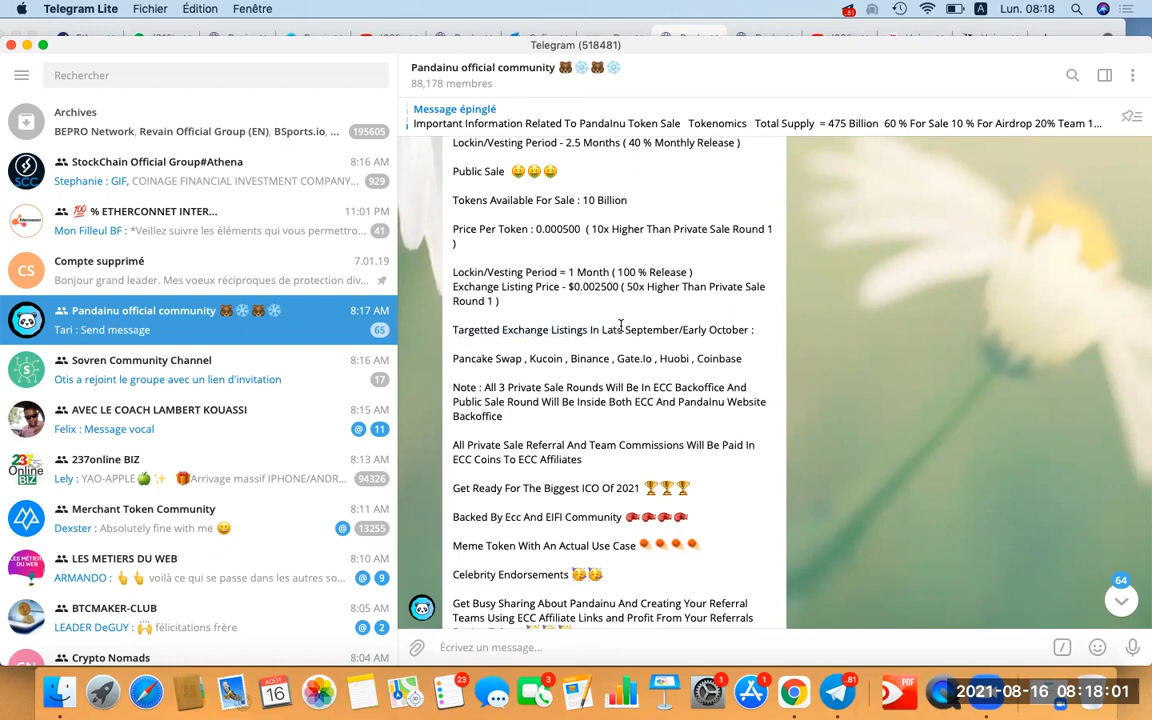 Telegram Lite Fichier Édition Fenêtre
A Lun. 08:18
Telegram (518481)
Rechercher
Archives
BEPRO Network, Revain Official Group (EN), BSports.io, ... 195605
StockChain Official Group#Athena 8:16 AM
SCC
Stephanie : GIF, COINAGE FINANCIAL INVESTMENT COMPANY... 929
💯 % ETHERCONNET INTER... 11:01 PM
Mon Filleul BF : *Veillez suivre les éléments qui vous permettro... 41
Compte supprimé 7.01.19
CS
Bonjour grand leader. Mes voeux réciproques de protection div...
Pandainu official community 🐻❄️🐻❄️ 8:17 AM
Tari : Send message 65
Sovren Community Channel 8:16 AM
Otis a rejoint le groupe avec un lien d'invitation 17
AVEC LE COACH LAMBERT KOUASSI 8:15 AM
Felix : Message vocal @ 11
237online BIZ 8:13 AM
237
Online
BIZ
Lely : YAO-APPLE🍏✨ 🎁Arrivage massif IPHONE/ANDR... 94326
Merchant Token Community 8:11 AM
Dexster : Absolutely fine with me 😀 @ 13255
LES METIERS DU WEB 8:10 AM
ARMANDO : 👆👆 voilà ce qui se passe dans les autres so... @ 9
BTCMAKER-CLUB 8:05 AM
LEADER DeGUY : 🙌 félicitations frère @ 2
Crypto Nomads 8:04 AM
Pandainu official community 🐻❄️🐻❄️
88,178 membres
Message épinglé
Important Information Related To PandaInu Token Sale Tokenomics Total Supply = 475 Billion 60 % For Sale 10 % For Airdrop 20% Team 1...
Lockin/Vesting Period - 2.5 Months ( 40 % Monthly Release )
Public Sale 🤑🤑🤑
Tokens Available For Sale : 10 Billion
Price Per Token : 0.000500 ( 10x Higher Than Private Sale Round 1
)
Lockin/Vesting Period = 1 Month ( 100 % Release )
Exchange Listing Price - $0.002500 ( 50x Higher Than Private Sale
Round 1 )
Targetted Exchange Listings In Late September/Early October :
Pancake Swap , Kucoin , Binance , Gate.Io , Huobi , Coinbase
Note : All 3 Private Sale Rounds Will Be In ECC Backoffice And
Public Sale Round Will Be Inside Both ECC And PandaInu Website
Backoffice
All Private Sale Referral And Team Commissions Will Be Paid In
ECC Coins To ECC Affiliates
Get Ready For The Biggest ICO Of 2021 🏆🏆🏆
Backed By Ecc And EIFI Community 🥊🥊🥊🥊
Meme Token With An Actual Use Case
Celebrity Endorsements 🥳🥳
Get Busy Sharing About Pandainu And Creating Your Referral
Teams Using ECC Affiliate Links and Profit From Your Referrals
64
Écrivez un message...
AOÛT
16
23
3
1
1
81
PDF
2021-08-16 08:18:01